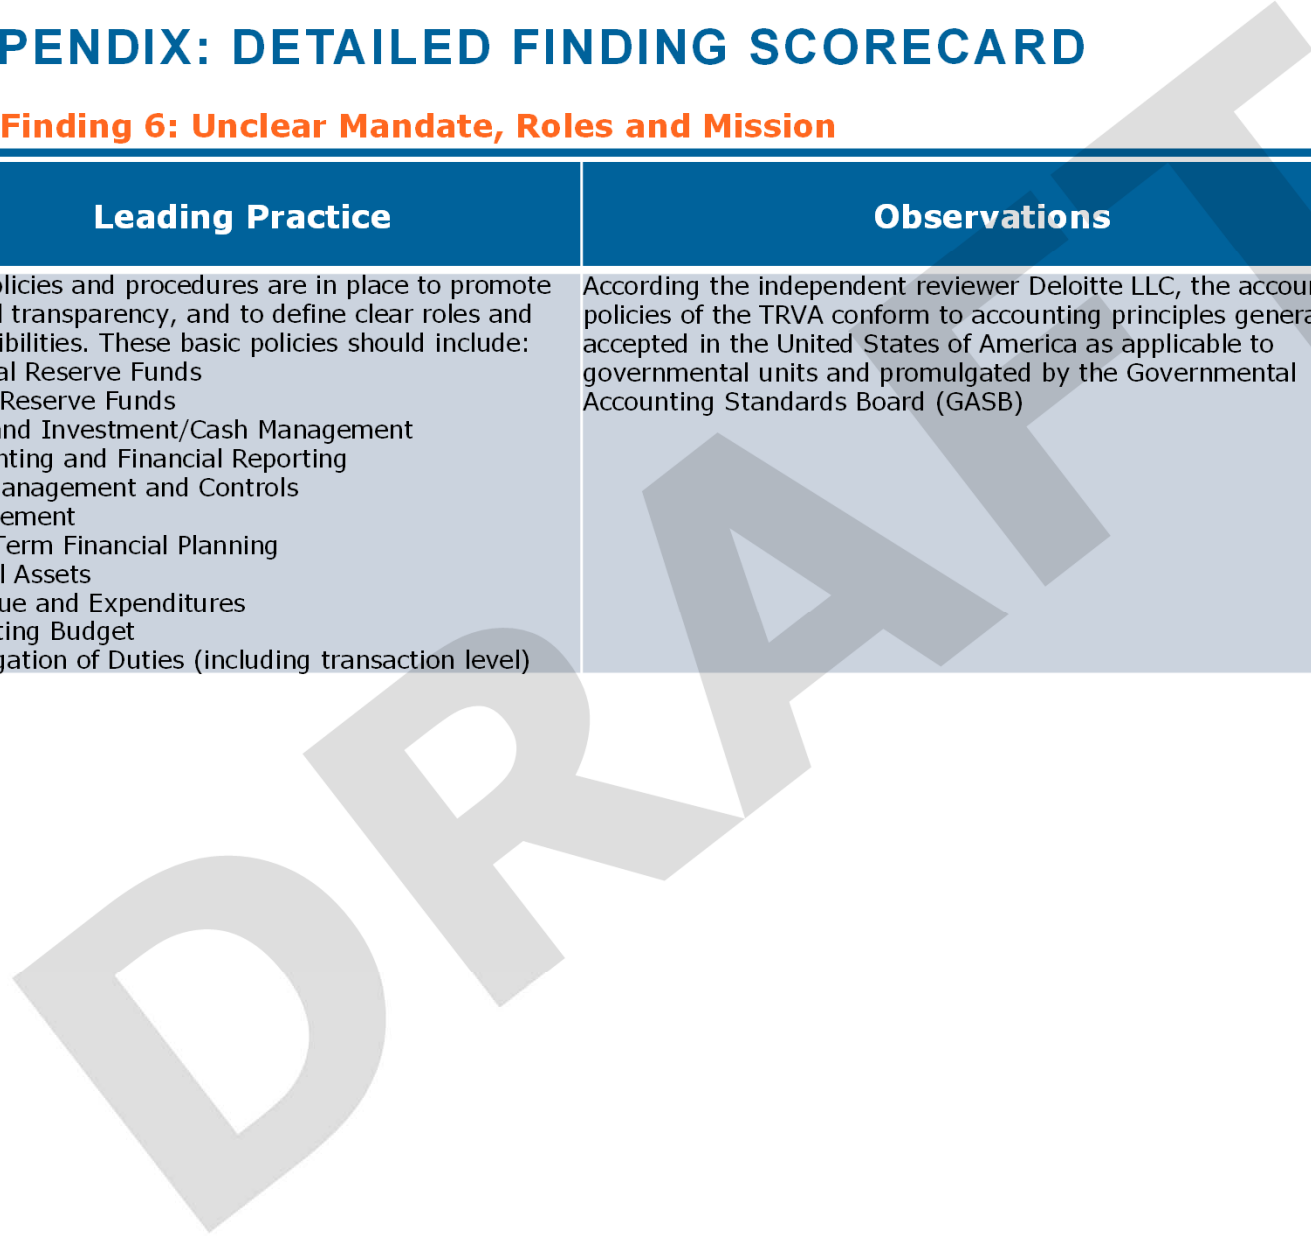 PENDIX: DETAILED FINDING SCORECARD
Finding 6: Unclear Mandate, Roles and Mission
Leading Practice
Observations
olicies and procedures are in place to promote
l transparency, and to define clear roles and
ibilities. These basic policies should include:
al Reserve Funds
Reserve Funds
and Investment/Cash Management
nting and Financial Reporting
anagement and Controls
ement
Term Financial Planning
l Assets
ue and Expenditures
ting Budget
gation of Duties (including transaction level)
According the independent reviewer Deloitte LLC, the accou
policies of the TRVA conform to accounting principles genera
accepted in the United States of America as applicable to
governmental units and promulgated by the Governmental
Accounting Standards Board (GASB)
DRAFT